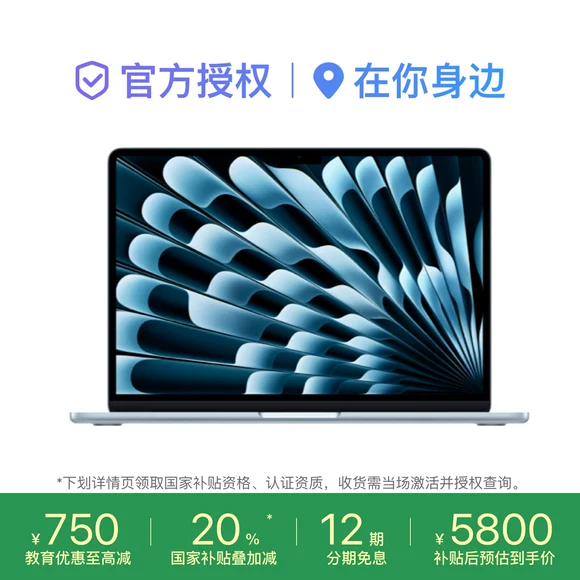 官方授权 | 在你身边
*下划详情页领取国家补贴资格、认证资质，收货需当场激活并授权查询。
¥750 20%* 12期 ¥5800
教育优惠至高减 国家补贴叠加减 分期免息 补贴后预估到手价